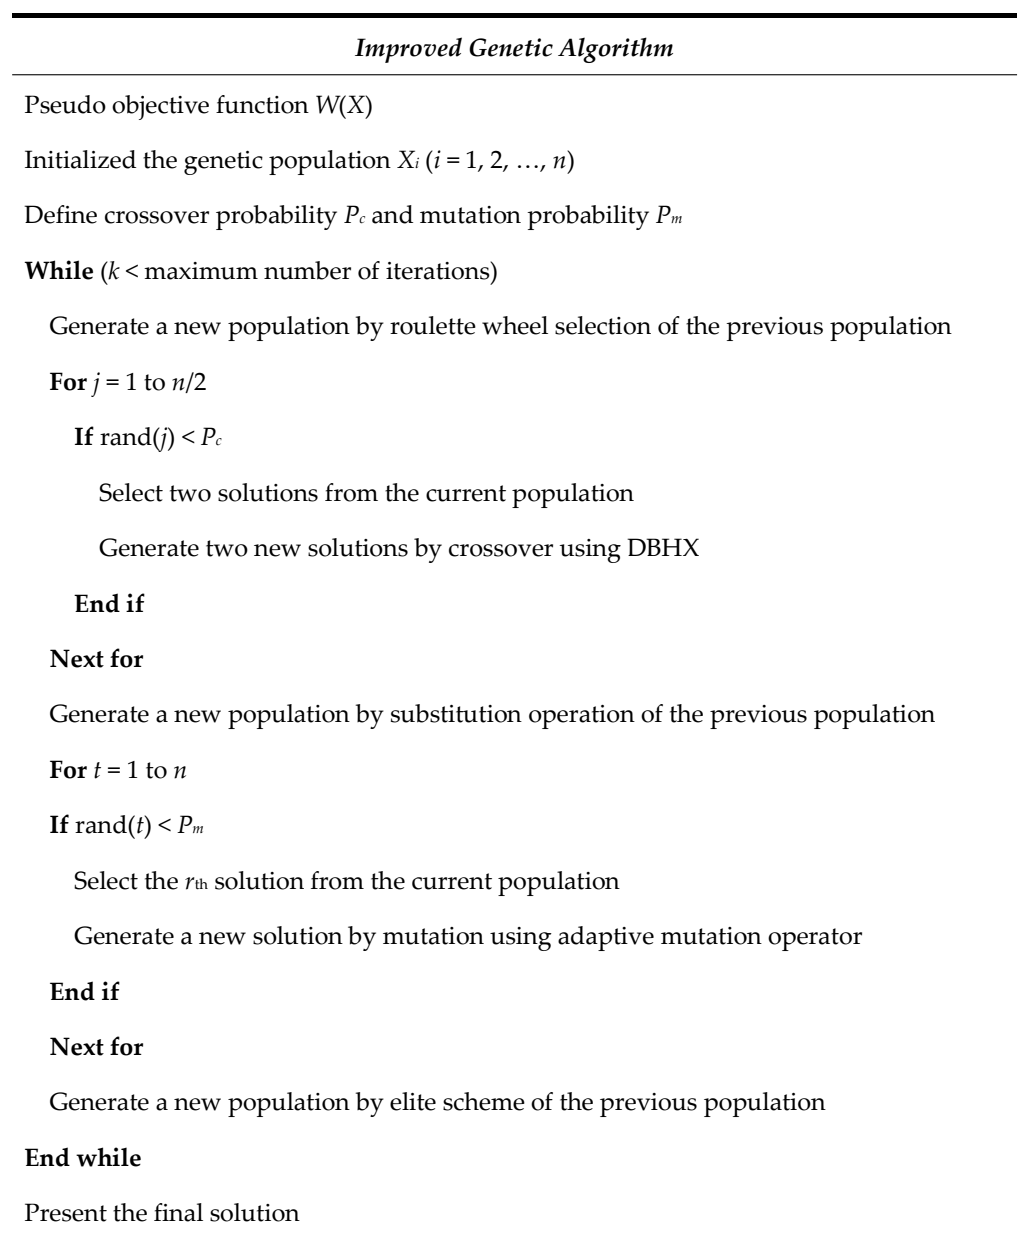 Improved Genetic Algorithm
Pseudo objective function W(X)
Initialized the genetic population Xi (i = 1, 2, …, n)
Define crossover probability Pc and mutation probability Pm
While (k < maximum number of iterations)
Generate a new population by roulette wheel selection of the previous population
For j = 1 to n/2
If rand(j) < Pc
Select two solutions from the current population
Generate two new solutions by crossover using DBHX
End if
Next for
Generate a new population by substitution operation of the previous population
For t = 1 to n
If rand(t) < Pm
Select the rth solution from the current population
Generate a new solution by mutation using adaptive mutation operator
End if
Next for
Generate a new population by elite scheme of the previous population
End while
Present the final solution